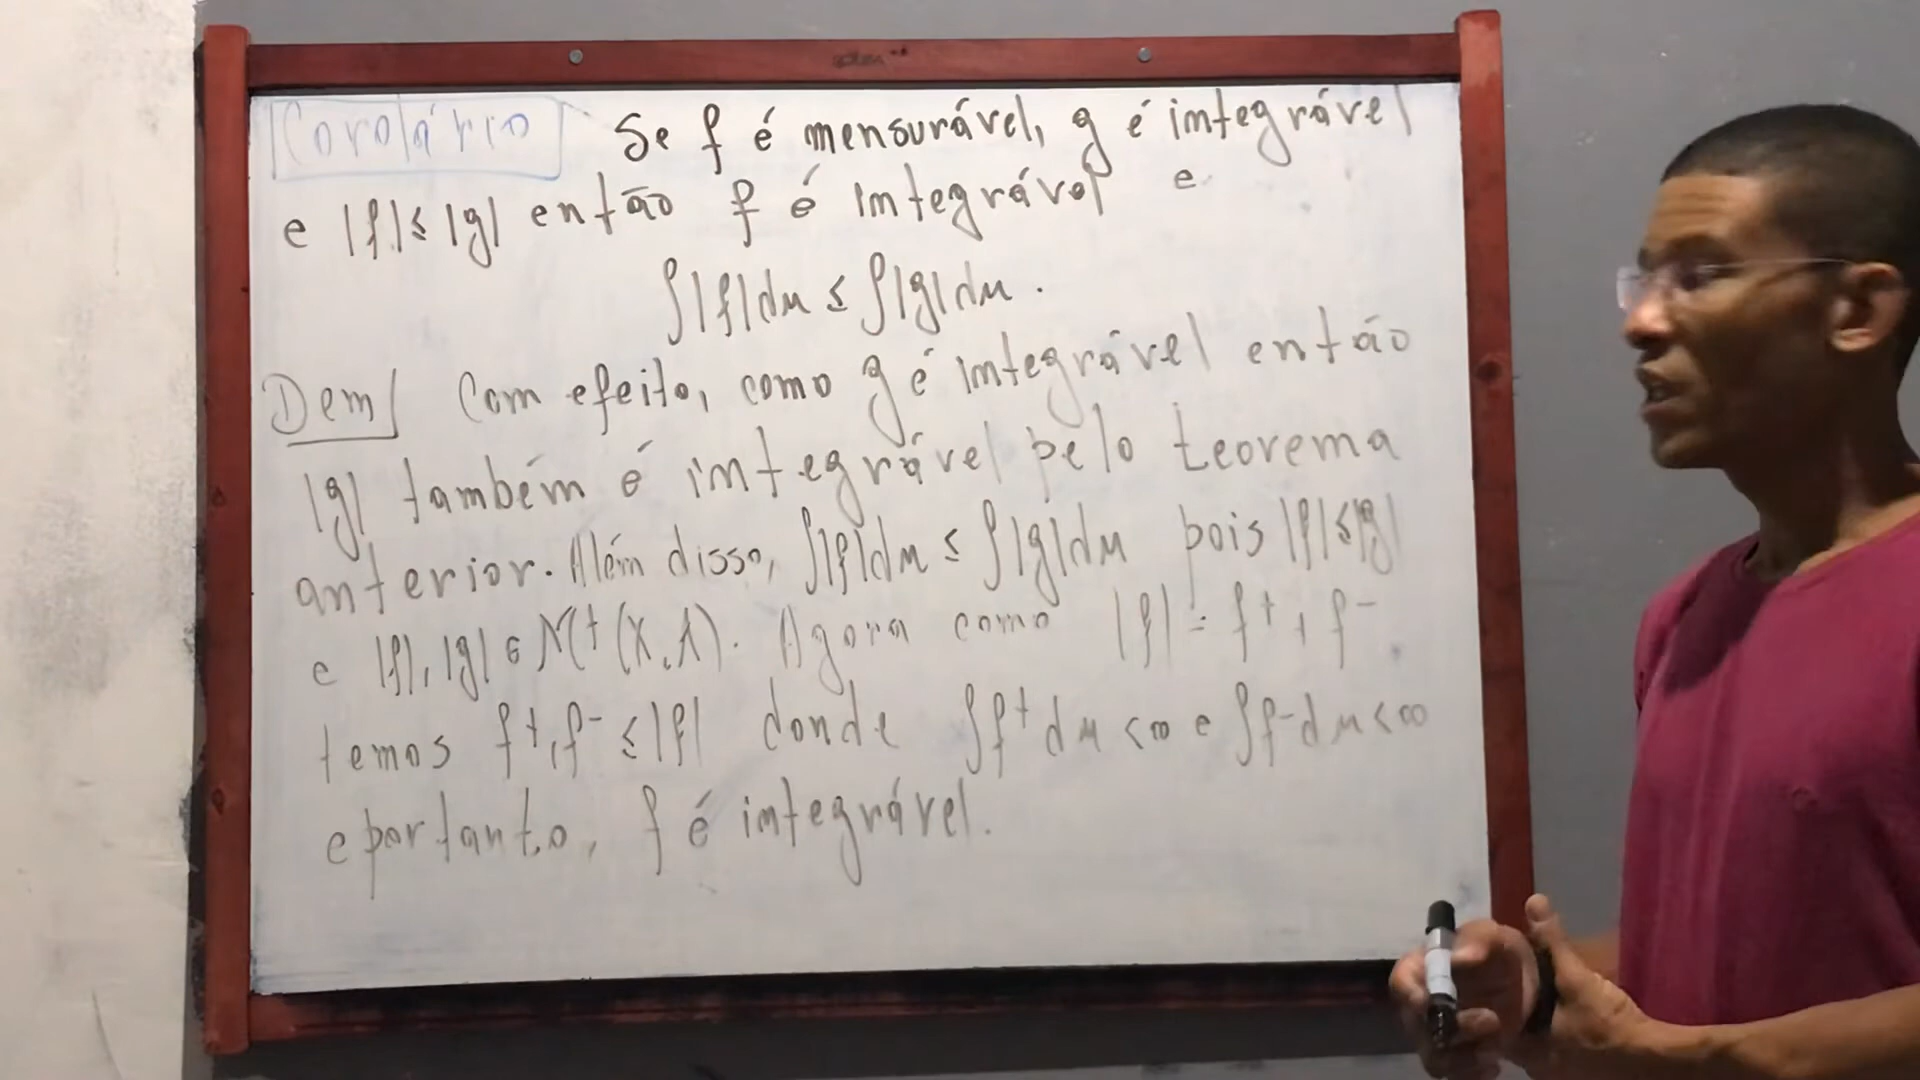 Corolário Se f é mensurável, g é integrável
e |f| ≤ |g| então f é integrável e
∫|f|dμ ≤ ∫|g|dμ.
Dem/ Com efeito, como g é integrável então
|g| também é integrável pelo teorema
anterior. Além disso, ∫|f|dμ ≤ ∫|g|dμ pois |f| ≤ |g|
e |f|, |g| ∈ M⁺(X, A). Agora como |f| = f⁺ + f⁻,
temos f⁺, f⁻ ≤ |f| donde ∫f⁺dμ < ∞ e ∫f⁻dμ < ∞
e portanto, f é integrável.